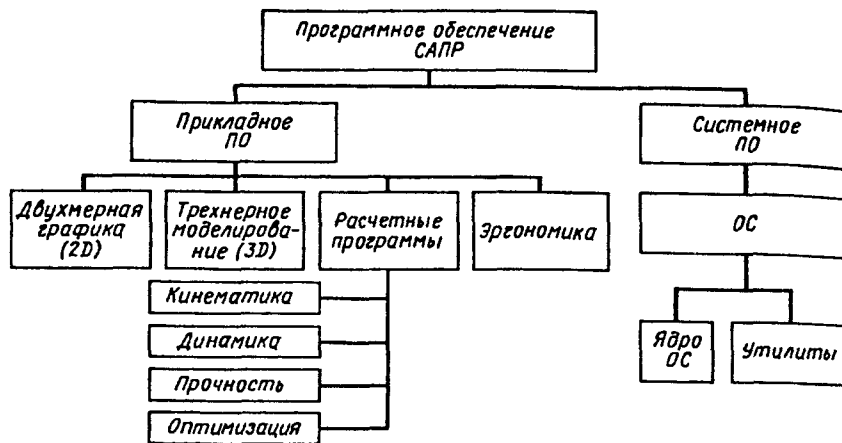 Программное обеспечение
САПР
Прикладное
ПО
Системное
ПО
Двухмерная
графика
(2D)
Трехнерное
моделирова-
ние (3D)
Расчетные
программы
Эргономика
ОС
Кинематика
Динамика
Прочность
Оптимизация
Ядро
ОС
Утилиты